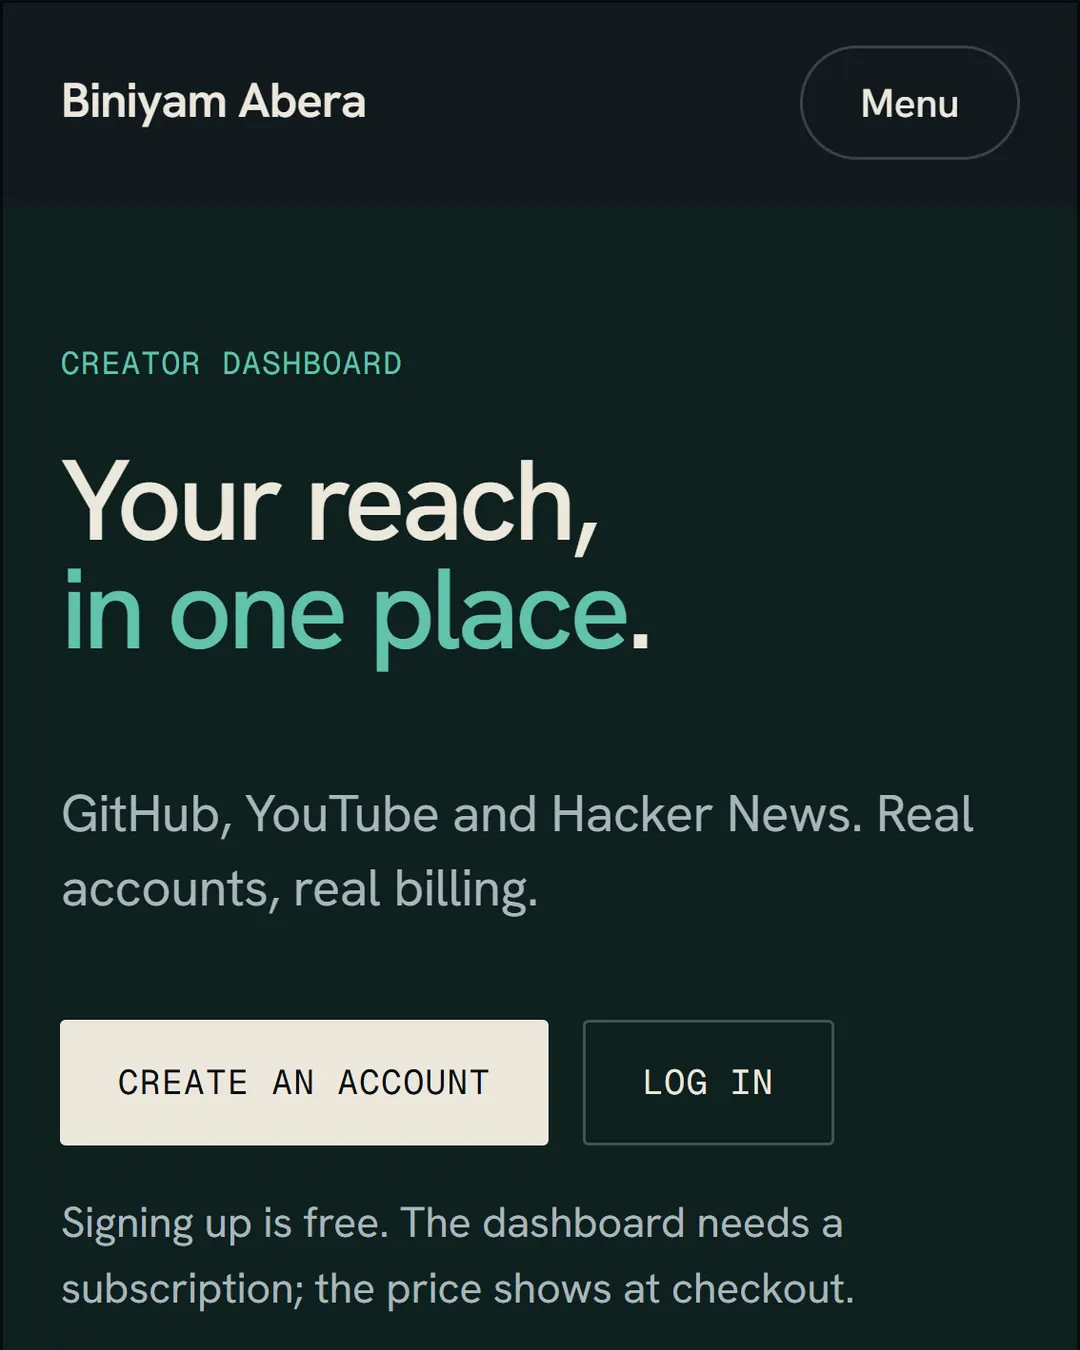 Biniyam Abera
Menu
CREATOR DASHBOARD
Your reach,
in one place.
GitHub, YouTube and Hacker News. Real
accounts, real billing.
CREATE AN ACCOUNT
LOG IN
Signing up is free. The dashboard needs a
subscription; the price shows at checkout.